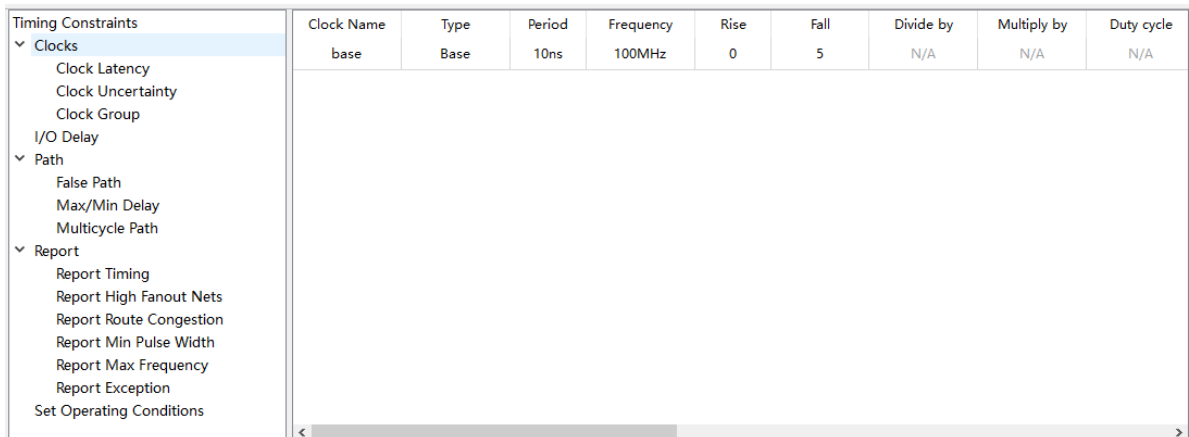 Timing Constraints
Clocks
Clock Latency
Clock Uncertainty
Clock Group
I/O Delay
Path
False Path
Max/Min Delay
Multicycle Path
Report
Report Timing
Report High Fanout Nets
Report Route Congestion
Report Min Pulse Width
Report Max Frequency
Report Exception
Set Operating Conditions
Clock Name Type Period Frequency Rise Fall Divide by Multiply by Duty cycle
base Base 10ns 100MHz 0 5 N/A N/A N/A